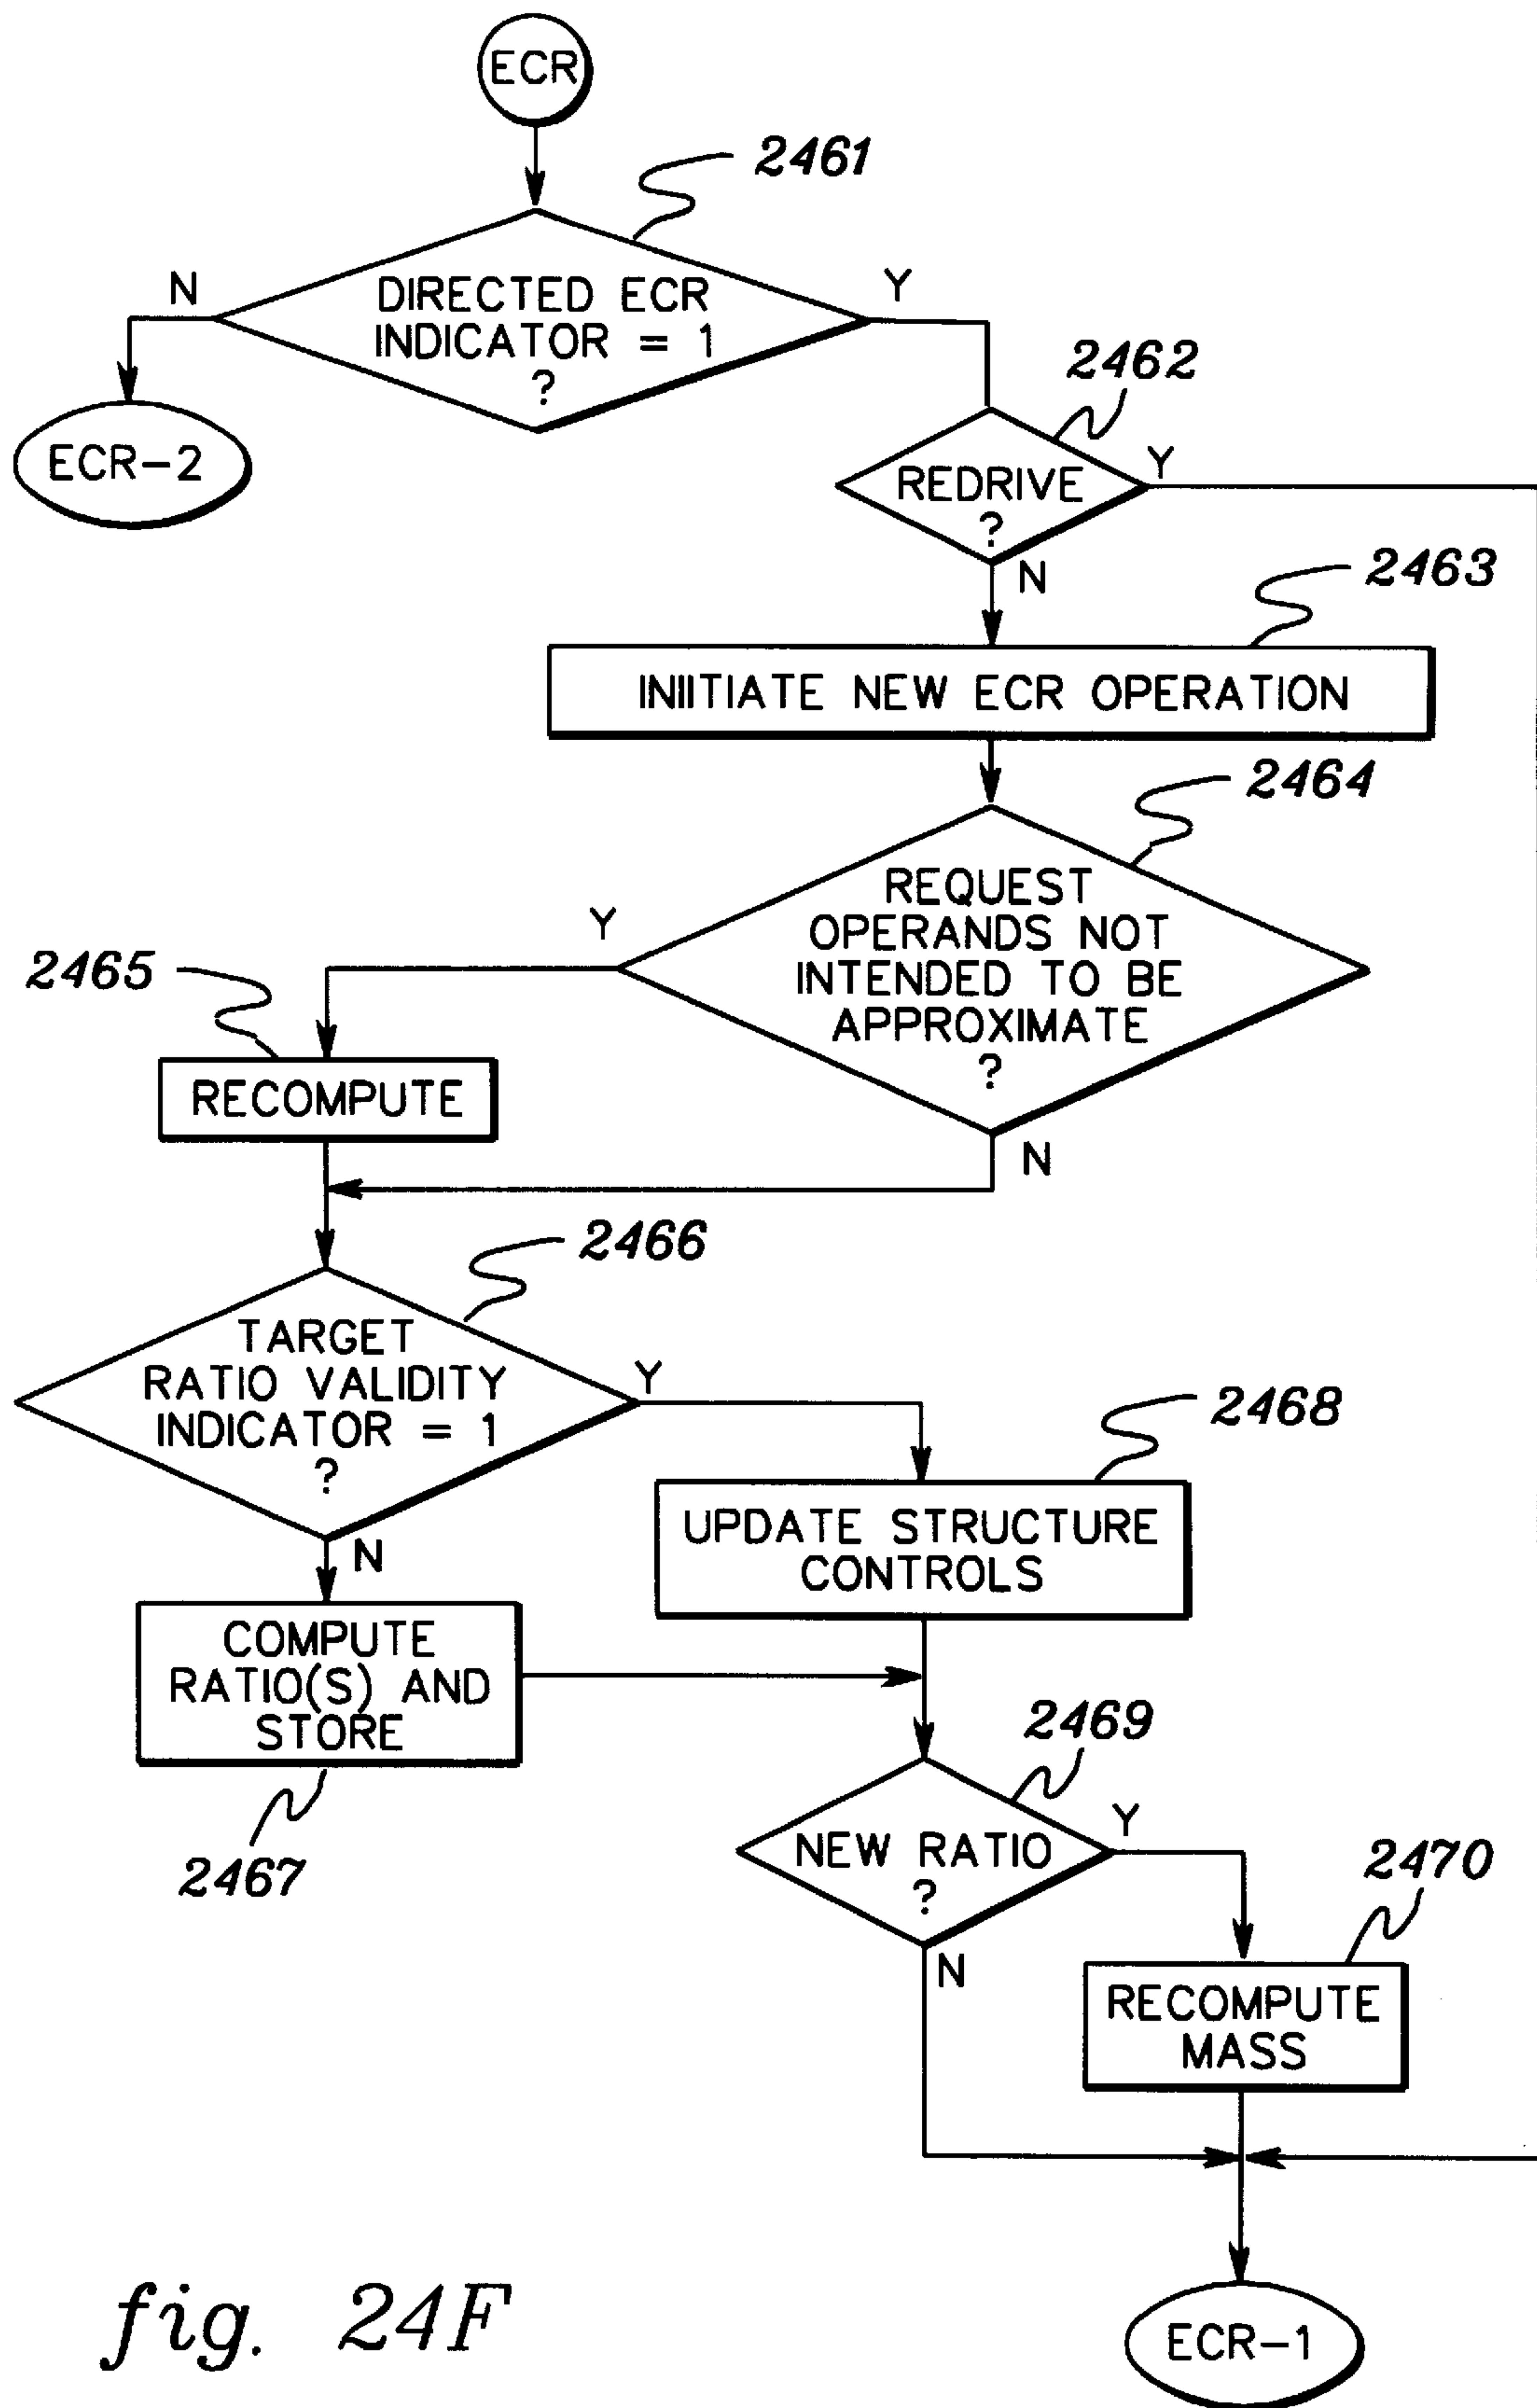 ECR
2461
N
DIRECTED ECR
INDICATOR = 1
?
Y
ECR-2
2462
REDRIVE
?
Y
N
2463
INIITIATE NEW ECR OPERATION
2464
REQUEST
OPERANDS NOT
INTENDED TO BE
APPROXIMATE
?
Y
N
2465
RECOMPUTE
2466
TARGET
RATIO VALIDITY
INDICATOR = 1
?
Y
N
2468
UPDATE STRUCTURE
CONTROLS
COMPUTE
RATIO(S) AND
STORE
2467
2469
NEW RATIO
?
Y
N
2470
RECOMPUTE
MASS
ECR-1
fig. 24F